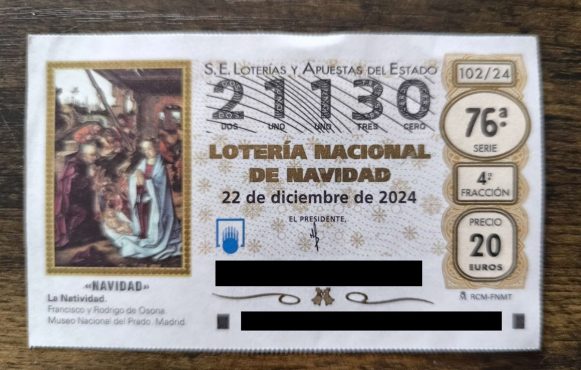 S.E. LOTERÍAS Y APUESTAS DEL ESTADO
21130
DOS UNO UNO TRES CERO
LOTERÍA NACIONAL
DE NAVIDAD
22 de diciembre de 2024
EL PRESIDENTE,
102/24
76ª
SERIE
4ª
FRACCIÓN
PRECIO
20
EUROS
RCM-FNMT
«NAVIDAD»
La Natividad.
Francisco y Rodrigo de Osona.
Museo Nacional del Prado. Madrid.